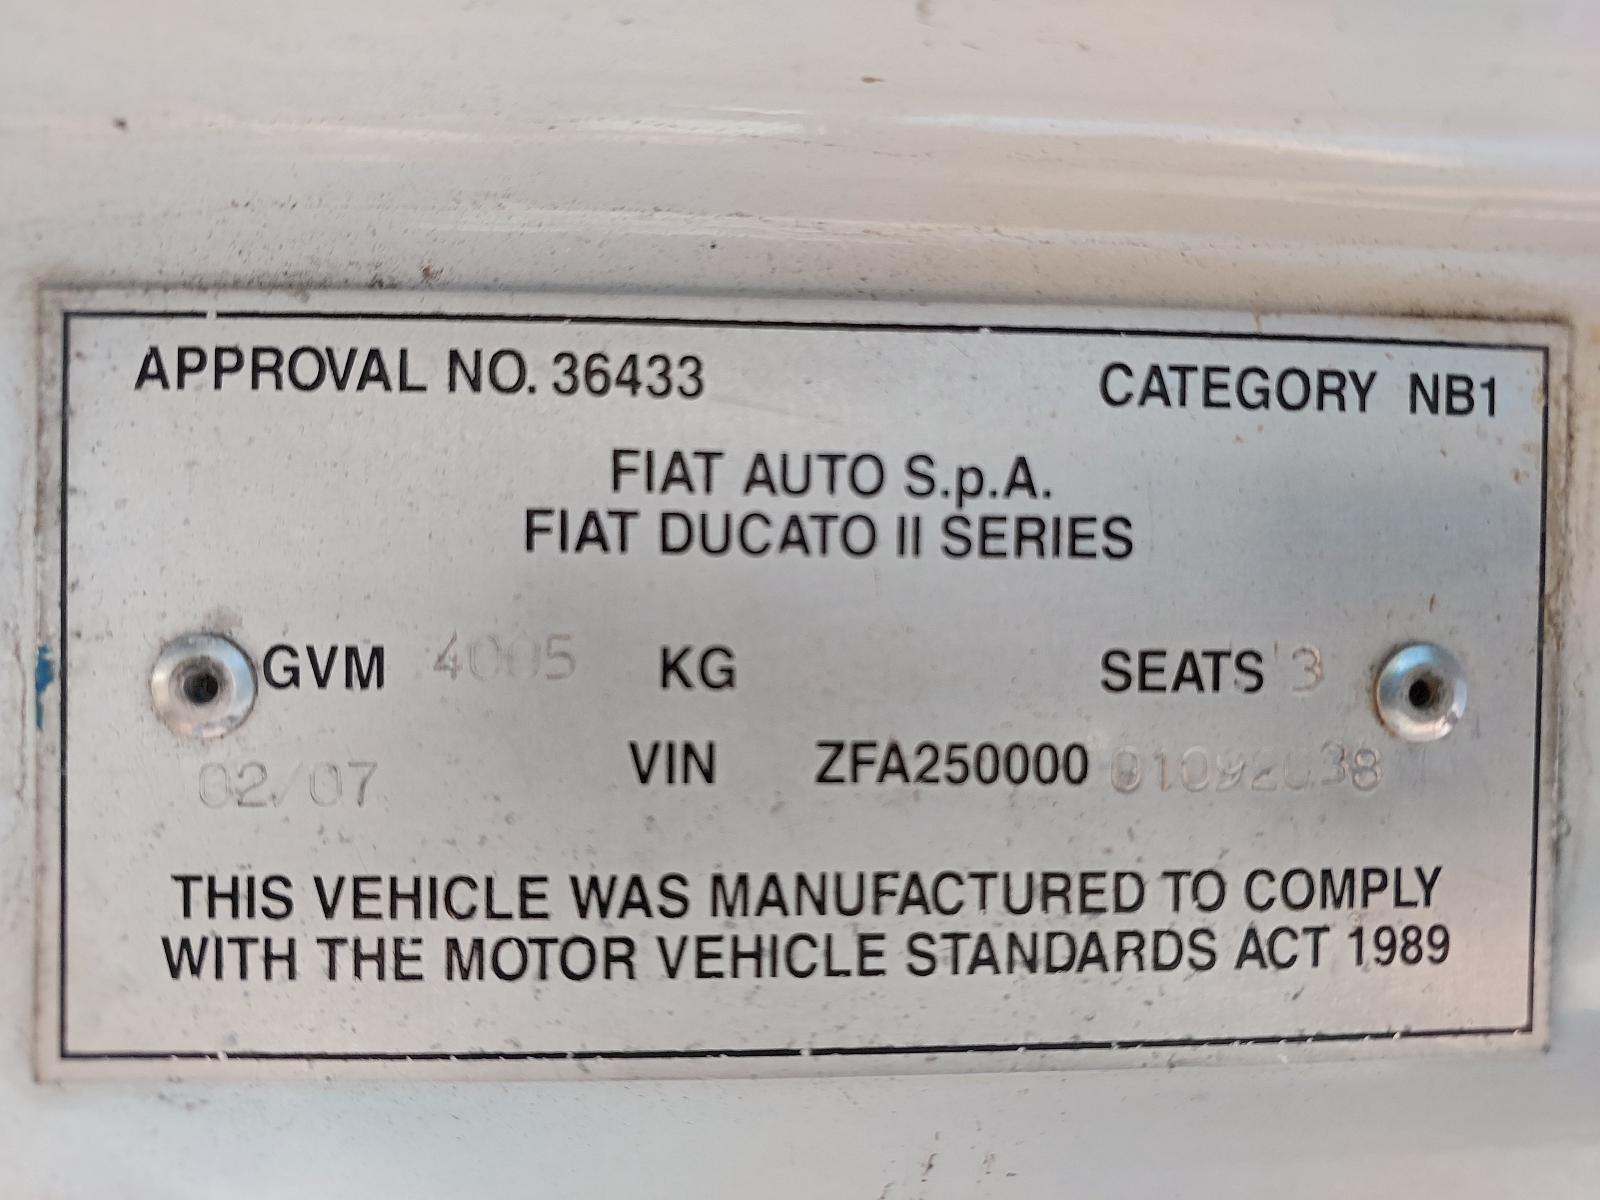 APPROVAL NO. 36433 CATEGORY NB1
FIAT AUTO S.p.A.
FIAT DUCATO II SERIES
GVM 4005 KG SEATS 3
02/07 VIN ZFA250000
THIS VEHICLE WAS MANUFACTURED TO COMPLY
WITH THE MOTOR VEHICLE STANDARDS ACT 1989